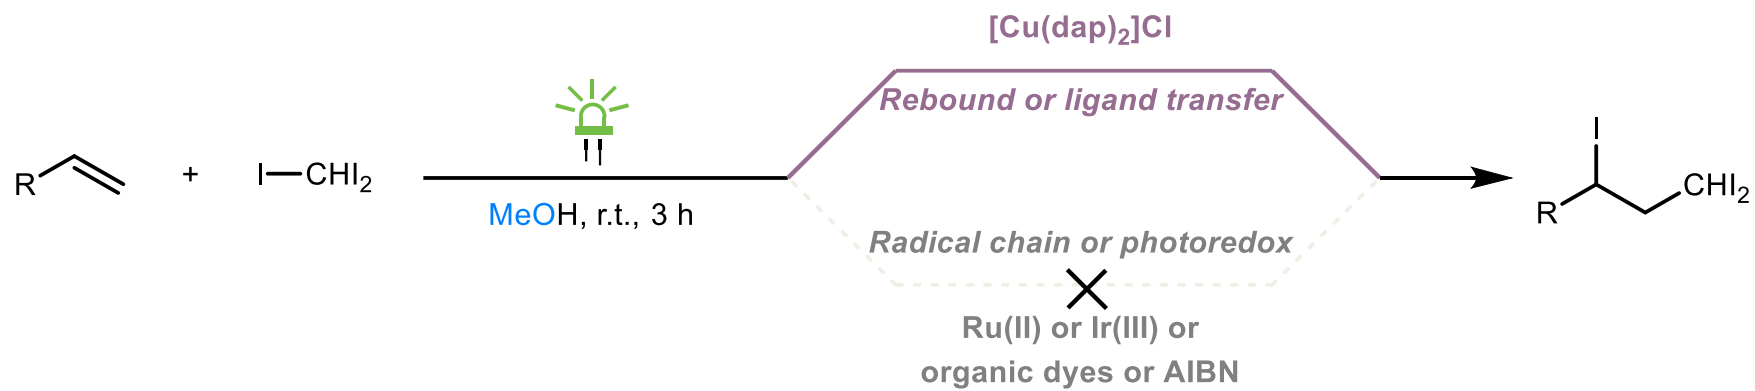 [Cu(dap)₂]Cl
Rebound or ligand transfer
R + I—CHI₂
MeOH, r.t., 3 h
Radical chain or photoredox
Ru(II) or Ir(III) or
organic dyes or AIBN
I
R CHI₂